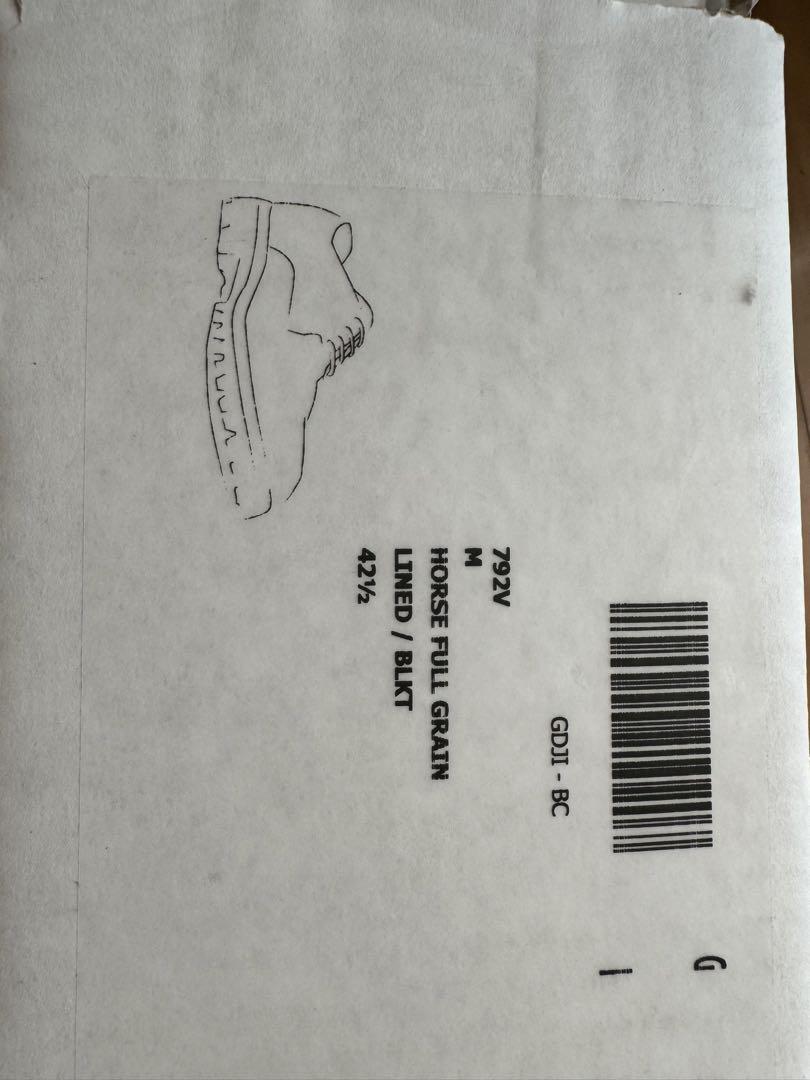 G
I
GDJI - BC
792V
M
HORSE FULL GRAIN
LINED / BLKT
42½